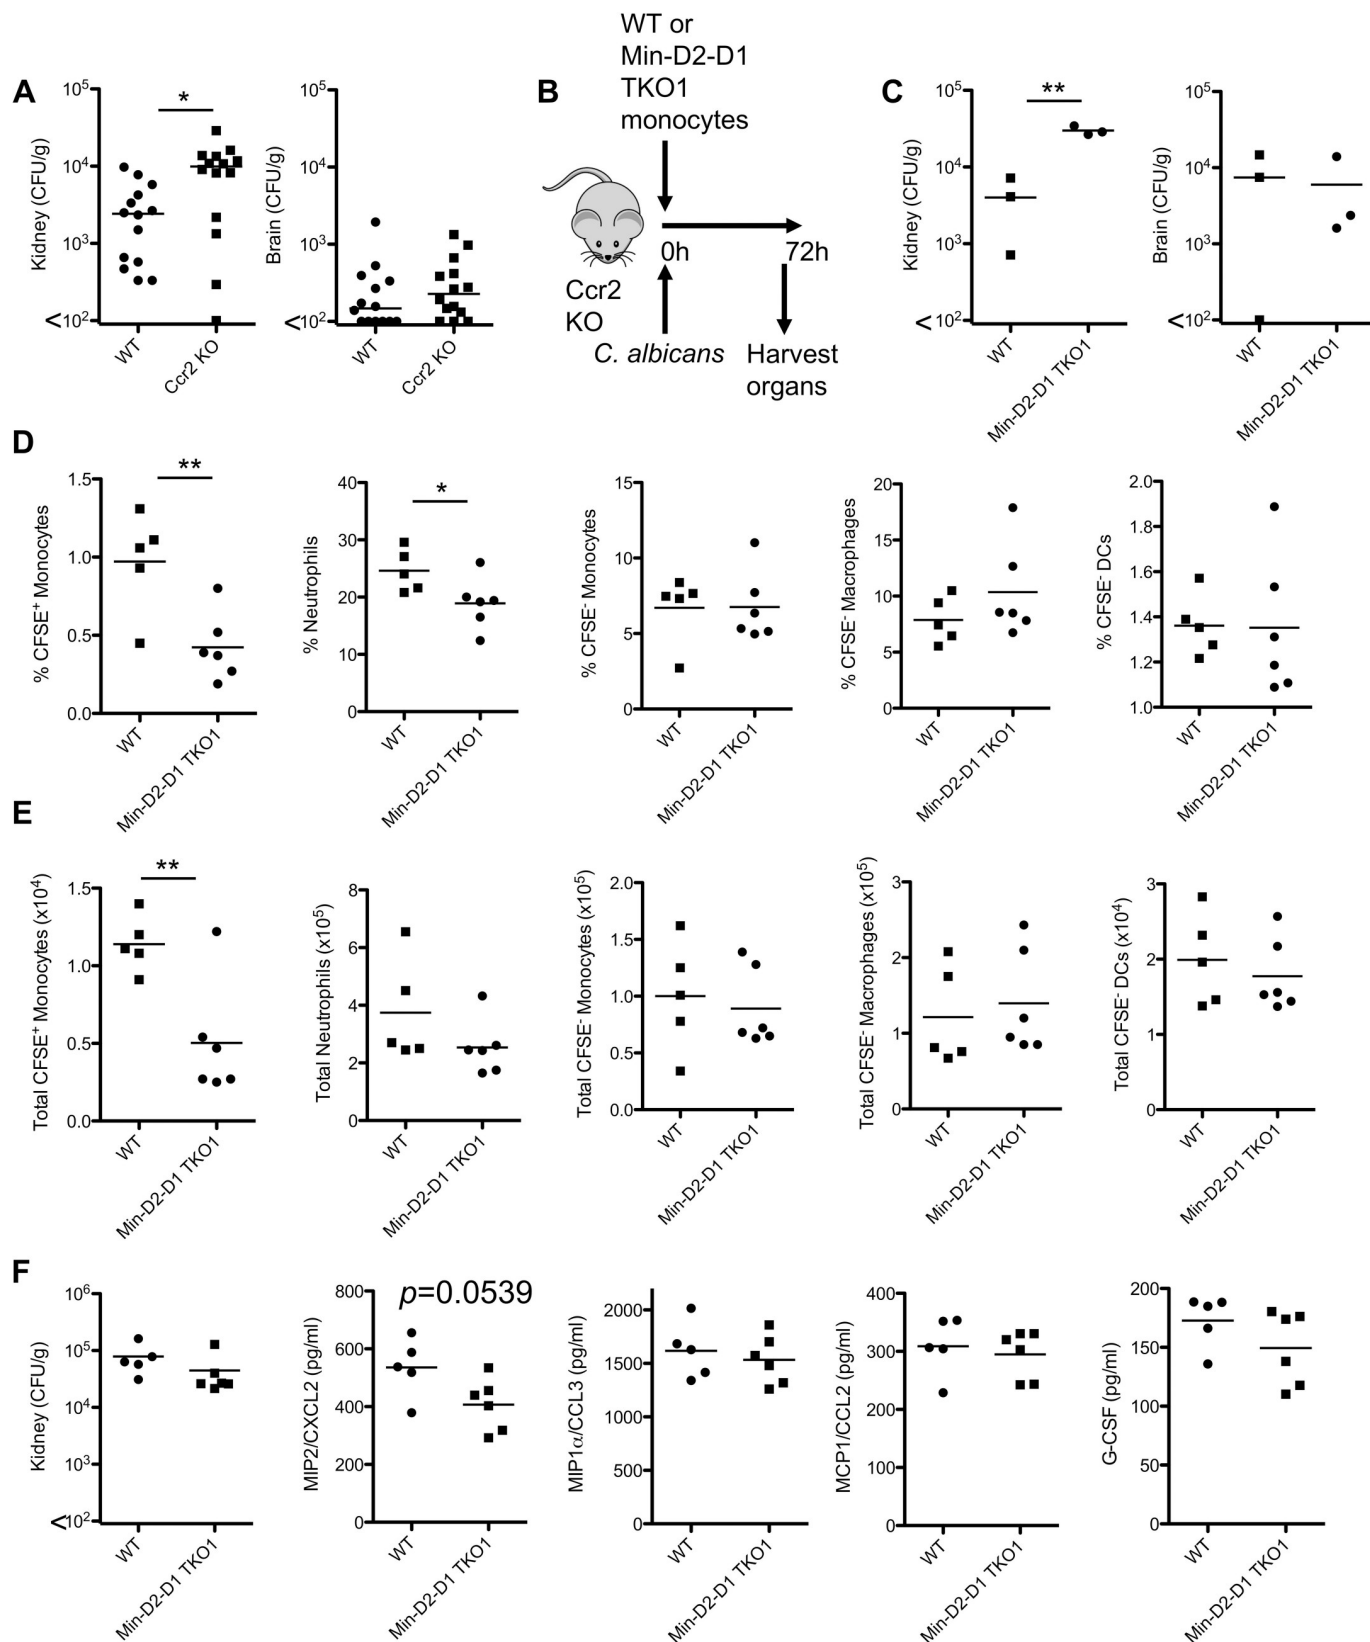 A
10⁵
10⁴
10³
<10²
Kidney (CFU/g)
*
WT
Ccr2 KO
10⁵
10⁴
10³
<10²
Brain (CFU/g)
WT
Ccr2 KO
B
WT or
Min-D2-D1
TKO1
monocytes
0h
72h
Ccr2
KO
C. albicans
Harvest
organs
C
10⁵
10⁴
10³
<10²
Kidney (CFU/g)
**
WT
Min-D2-D1 TKO1
10⁵
10⁴
10³
<10²
Brain (CFU/g)
WT
Min-D2-D1 TKO1
D
1.5
1.0
0.5
0.0
% CFSE⁺ Monocytes
**
WT
Min-D2-D1 TKO1
40
30
20
10
0
% Neutrophils
*
WT
Min-D2-D1 TKO1
15
10
5
0
% CFSE⁻ Monocytes
WT
Min-D2-D1 TKO1
20
15
10
5
0
% CFSE⁻ Macrophages
WT
Min-D2-D1 TKO1
2.0
1.8
1.6
1.4
1.2
1.0
% CFSE⁻ DCs
WT
Min-D2-D1 TKO1
E
1.5
1.0
0.5
0.0
Total CFSE⁺ Monocytes (x10⁴)
**
WT
Min-D2-D1 TKO1
8
6
4
2
0
Total Neutrophils (x10⁵)
WT
Min-D2-D1 TKO1
2.0
1.5
1.0
0.5
0.0
Total CFSE⁻ Monocytes (x10⁵)
WT
Min-D2-D1 TKO1
3
2
1
0
Total CFSE⁻ Macrophages (x10⁵)
WT
Min-D2-D1 TKO1
3
2
1
0
Total CFSE⁻ DCs (x10⁴)
WT
Min-D2-D1 TKO1
F
10⁶
10⁵
10⁴
10³
<10²
Kidney (CFU/g)
WT
Min-D2-D1 TKO1
800
600
400
200
0
MIP2/CXCL2 (pg/ml)
p=0.0539
WT
Min-D2-D1 TKO1
2000
1500
1000
500
0
MIP1α/CCL3 (pg/ml)
WT
Min-D2-D1 TKO1
400
300
200
100
0
MCP1/CCL2 (pg/ml)
WT
Min-D2-D1 TKO1
200
150
100
50
0
G-CSF (pg/ml)
WT
Min-D2-D1 TKO1